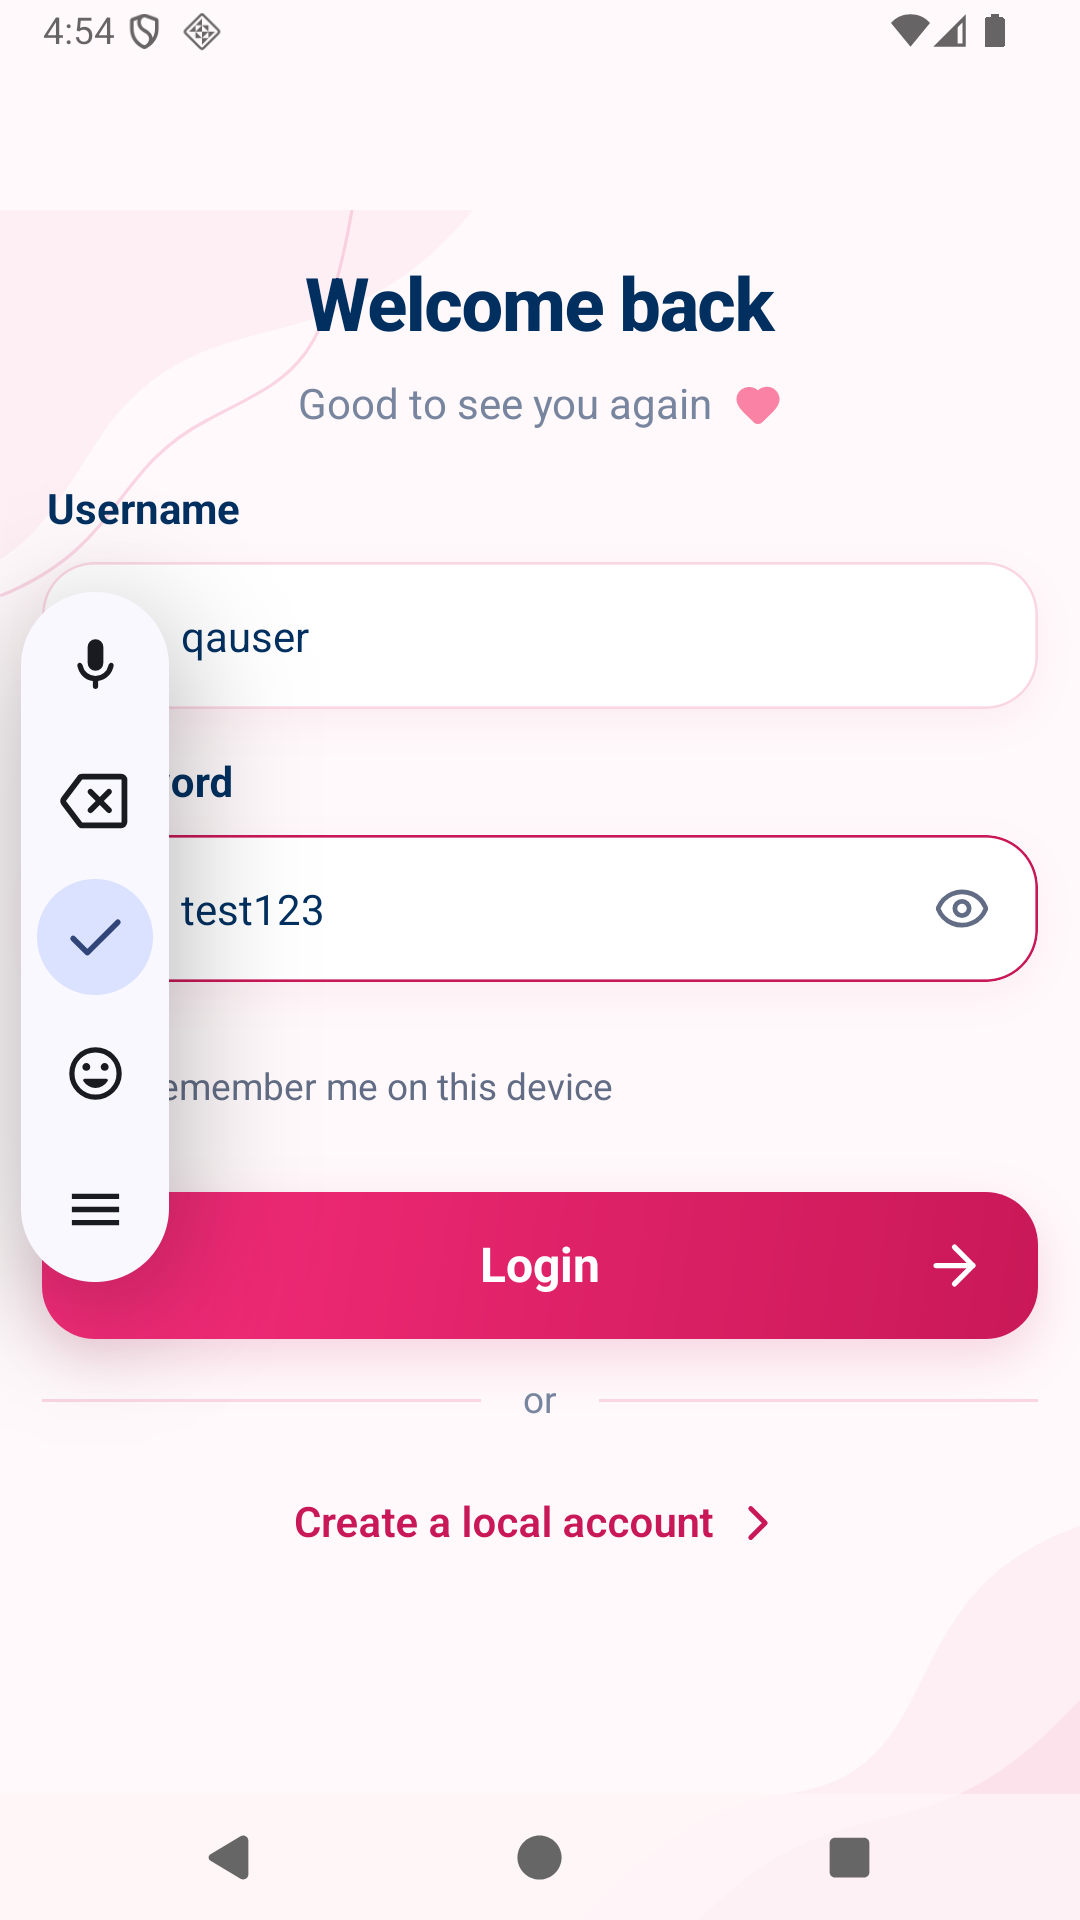 4:54
Welcome back
Good to see you again
Username
qauser
ord
test123
emember me on this device
Login
or
Create a local account